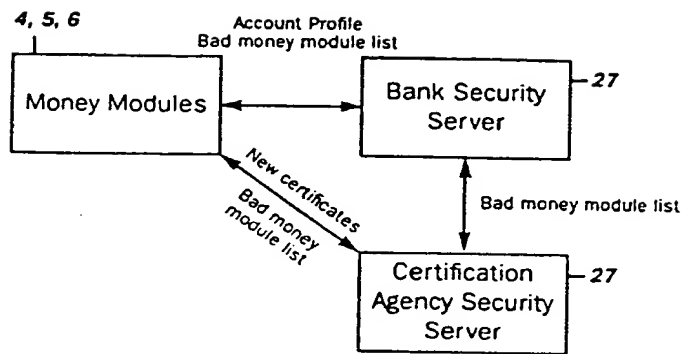 4, 5, 6
Account Profile
Bad money module list
Money Modules
Bank Security
Server
27
New certificates
Bad money
module list
Bad money module list
Certification
Agency Security
Server
27